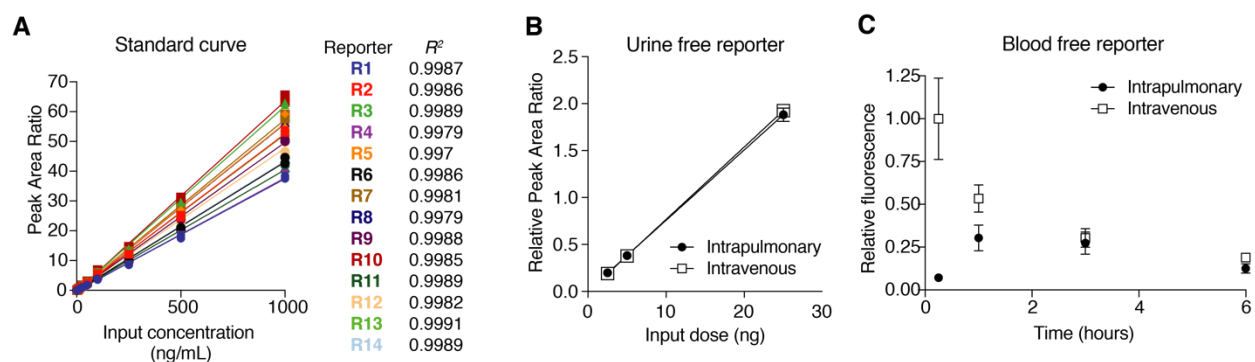 A
Standard curve
Peak Area Ratio
70
60
50
40
30
20
10
0
0
500
1000
Input concentration
(ng/mL)
Reporter R²
R1 0.9987
R2 0.9986
R3 0.9989
R4 0.9979
R5 0.997
R6 0.9986
R7 0.9981
R8 0.9979
R9 0.9988
R10 0.9985
R11 0.9989
R12 0.9982
R13 0.9991
R14 0.9989
B
Urine free reporter
Relative Peak Area Ratio
2.5
2.0
1.5
1.0
0.5
0.0
0
10
20
30
Input dose (ng)
Intrapulmonary
Intravenous
C
Blood free reporter
Relative fluorescence
1.25
1.00
0.75
0.50
0.25
0.00
0
2
4
6
Time (hours)
Intrapulmonary
Intravenous